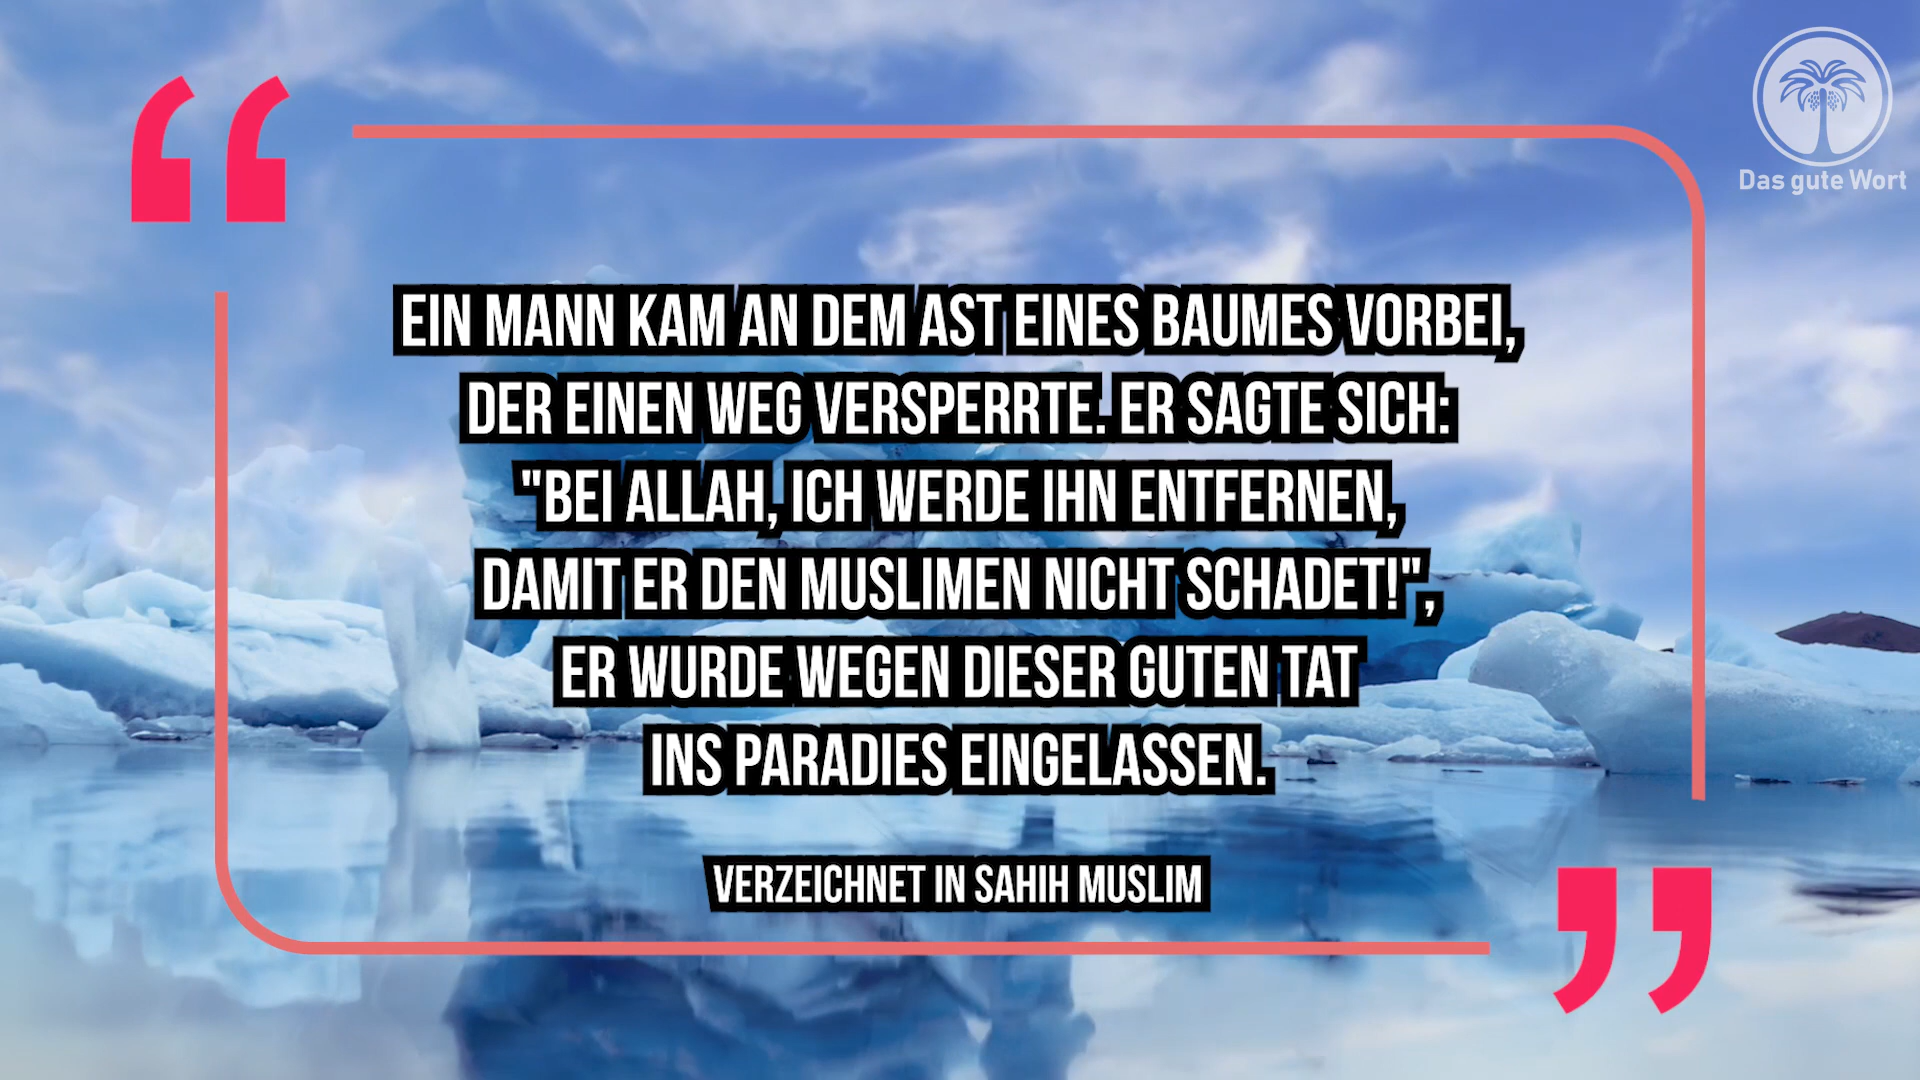 Das gute Wort
EIN MANN KAM AN DEM AST EINES BAUMES VORBEI,
DER EINEN WEG VERSPERRTE. ER SAGTE SICH:
"BEI ALLAH, ICH WERDE IHN ENTFERNEN,
DAMIT ER DEN MUSLIMEN NICHT SCHADET!",
ER WURDE WEGEN DIESER GUTEN TAT
INS PARADIES EINGELASSEN.
VERZEICHNET IN SAHIH MUSLIM